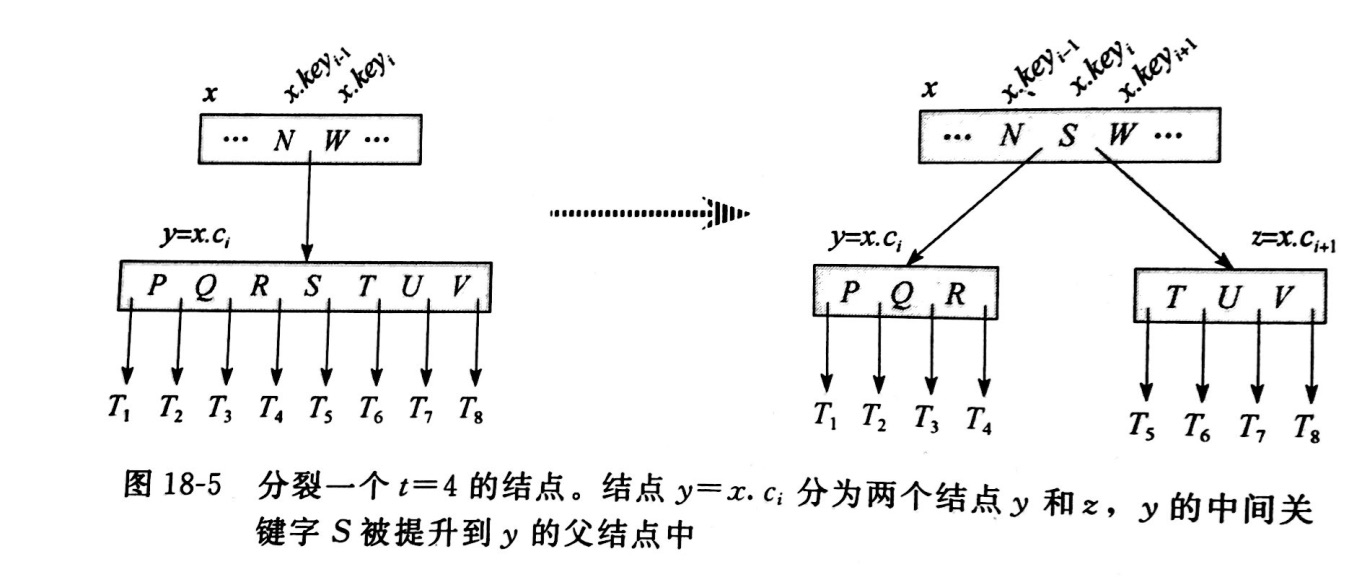 x x.key_{i-1} x.key_i
··· N W ···
y=x.c_i
P Q R S T U V
T_1 T_2 T_3 T_4 T_5 T_6 T_7 T_8
x x.key_{i-1} x.key_i x.key_{i+1}
··· N S W ···
y=x.c_i z=x.c_{i+1}
P Q R T U V
T_1 T_2 T_3 T_4 T_5 T_6 T_7 T_8
图 18-5 分裂一个 t=4 的结点。结点 y=x.c_i 分为两个结点 y 和 z，y 的中间关
键字 S 被提升到 y 的父结点中